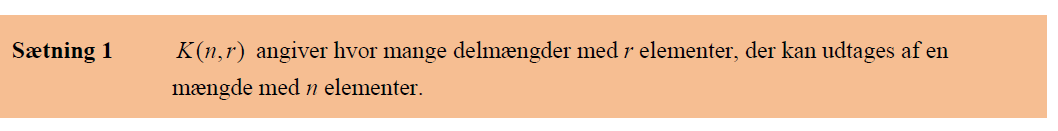 Sætning 1 K(n,r) angiver hvor mange delmængder med r elementer, der kan udtages af en
mængde med n elementer.